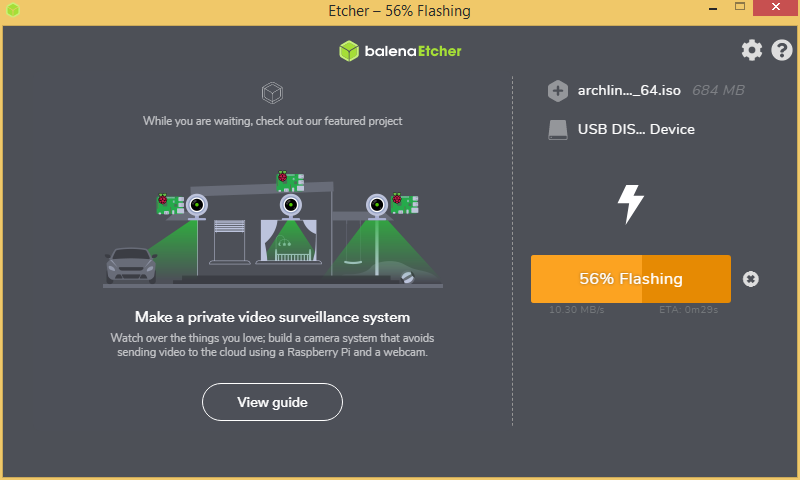 Etcher – 56% Flashing
balenaEtcher
While you are waiting, check out our featured project
Make a private video surveillance system
Watch over the things you love; build a camera system that avoids
sending video to the cloud using a Raspberry Pi and a webcam.
View guide
archlin..._64.iso 684 MB
USB DIS... Device
56% Flashing
10.30 MB/s ETA: 0m29s